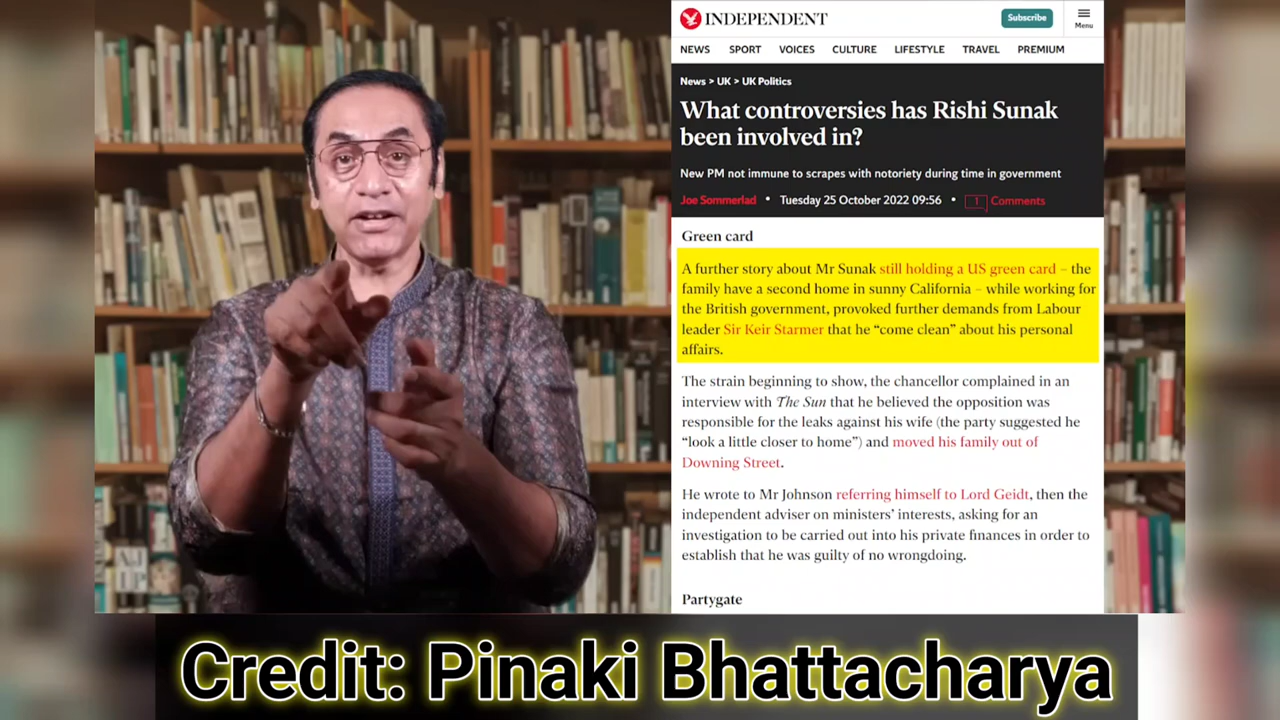 INDEPENDENT
Subscribe
Menu
NEWS SPORT VOICES CULTURE LIFESTYLE TRAVEL PREMIUM
News > UK > UK Politics
What controversies has Rishi Sunak
been involved in?
New PM not immune to scrapes with notoriety during time in government
Joe Sommerlad • Tuesday 25 October 2022 09:56 • 1 Comments
Green card
A further story about Mr Sunak still holding a US green card – the
family have a second home in sunny California – while working for
the British government, provoked further demands from Labour
leader Sir Keir Starmer that he “come clean” about his personal
affairs.
The strain beginning to show, the chancellor complained in an
interview with The Sun that he believed the opposition was
responsible for the leaks against his wife (the party suggested he
“look a little closer to home”) and moved his family out of
Downing Street.
He wrote to Mr Johnson referring himself to Lord Geidt, then the
independent adviser on ministers’ interests, asking for an
investigation to be carried out into his private finances in order to
establish that he was guilty of no wrongdoing.
Partygate
Credit: Pinaki Bhattacharya